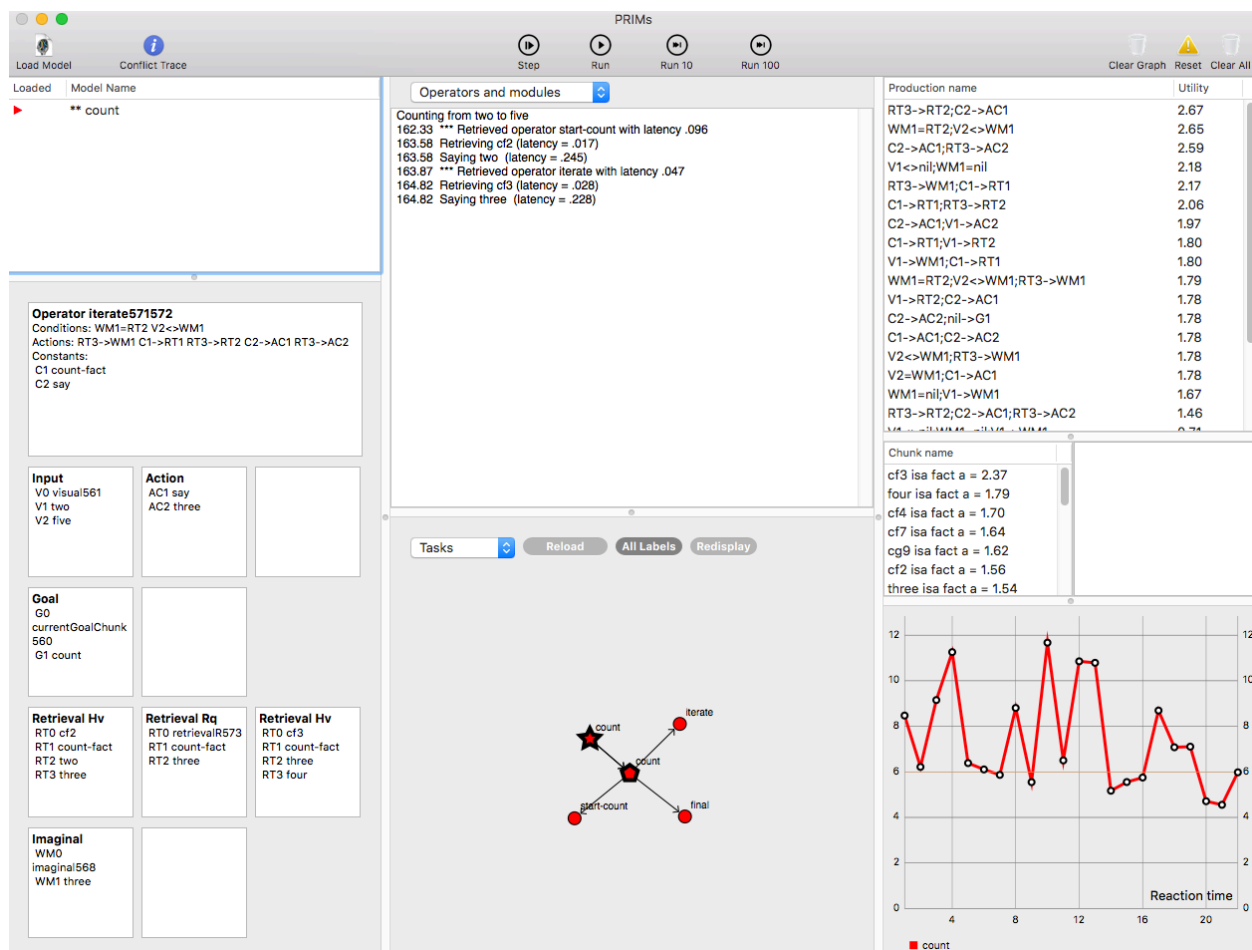 PRIMs
Load Model
Conflict Trace
Step
Run
Run 10
Run 100
Clear Graph
Reset
Clear All
Loaded Model Name
** count
Operator iterate571572
Conditions: WM1=RT2 V2<>WM1
Actions: RT3->WM1 C1->RT1 RT3->RT2 C2->AC1 RT3->AC2
Constants:
C1 count-fact
C2 say
Input
V0 visual561
V1 two
V2 five
Action
AC1 say
AC2 three
Goal
G0
currentGoalChunk
560
G1 count
Retrieval Hv
RT0 cf2
RT1 count-fact
RT2 two
RT3 three
Retrieval Rq
RT0 retrievalR573
RT1 count-fact
RT2 three
Retrieval Hv
RT0 cf3
RT1 count-fact
RT2 three
RT3 four
Imaginal
WM0
imaginal568
WM1 three
Operators and modules
Counting from two to five
162.33 *** Retrieved operator start-count with latency .096
163.58 Retrieving cf2 (latency = .017)
163.58 Saying two (latency = .245)
163.87 *** Retrieved operator iterate with latency .047
164.82 Retrieving cf3 (latency = .028)
164.82 Saying three (latency = .228)
Tasks
Reload
All Labels
Redisplay
iterate
count
count
start-count
final
Production name Utility
RT3->RT2;C2->AC1 2.67
WM1=RT2;V2<>WM1 2.65
C2->AC1;RT3->AC2 2.59
V1<>nil;WM1=nil 2.18
RT3->WM1;C1->RT1 2.17
C1->RT1;RT3->RT2 2.06
C2->AC1;V1->AC2 1.97
C1->RT1;V1->RT2 1.80
V1->WM1;C1->RT1 1.80
WM1=RT2;V2<>WM1;RT3->WM1 1.79
V1->RT2;C2->AC1 1.78
C2->AC2;nil->G1 1.78
C1->AC1;C2->AC2 1.78
V2<>WM1;RT3->WM1 1.78
V2=WM1;C1->AC1 1.78
WM1=nil;V1->WM1 1.67
RT3->RT2;C2->AC1;RT3->AC2 1.46
Chunk name
cf3 isa fact a = 2.37
four isa fact a = 1.79
cf4 isa fact a = 1.70
cf7 isa fact a = 1.64
cg9 isa fact a = 1.62
cf2 isa fact a = 1.56
three isa fact a = 1.54
12 12
10 10
8 8
6 6
4 4
2 2
Reaction time
0 0
4 8 12 16 20
count